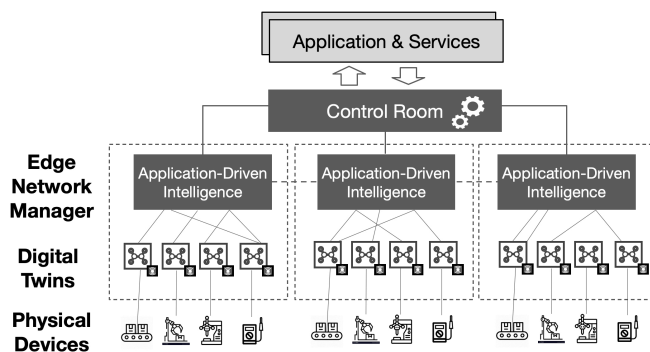 Application & Services
Control Room
Edge
Network
Manager
Application-Driven
Intelligence
Application-Driven
Intelligence
Application-Driven
Intelligence
Digital
Twins
Physical
Devices